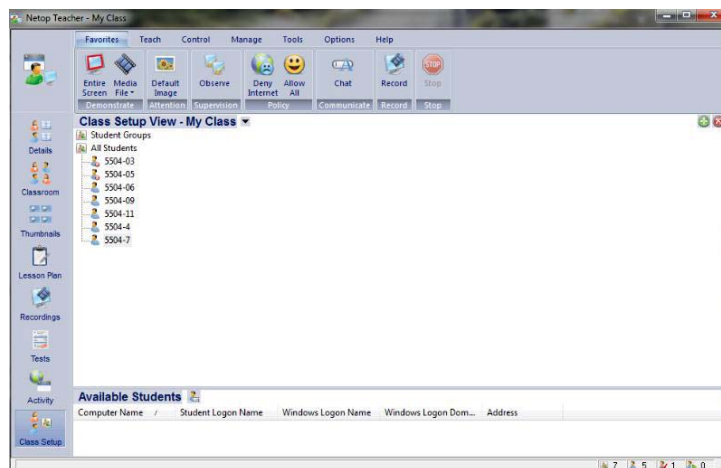 Netop Teacher - My Class
Favorites Teach Control Manage Tools Options Help
Entire Screen Media File Default Image Observe Deny Internet Allow All Chat Record Stop
Demonstrate Attention Supervision Policy Communicate Record Stop
Class Setup View - My Class
Student Groups
All Students
5504-03
5504-05
5504-06
5504-09
5504-11
5504-4
5504-7
Details
Classroom
Thumbnails
Lesson Plan
Recordings
Tests
Activity
Class Setup
Available Students
Computer Name / Student Logon Name Windows Logon Name Windows Logon Dom... Address
7 5 1 0